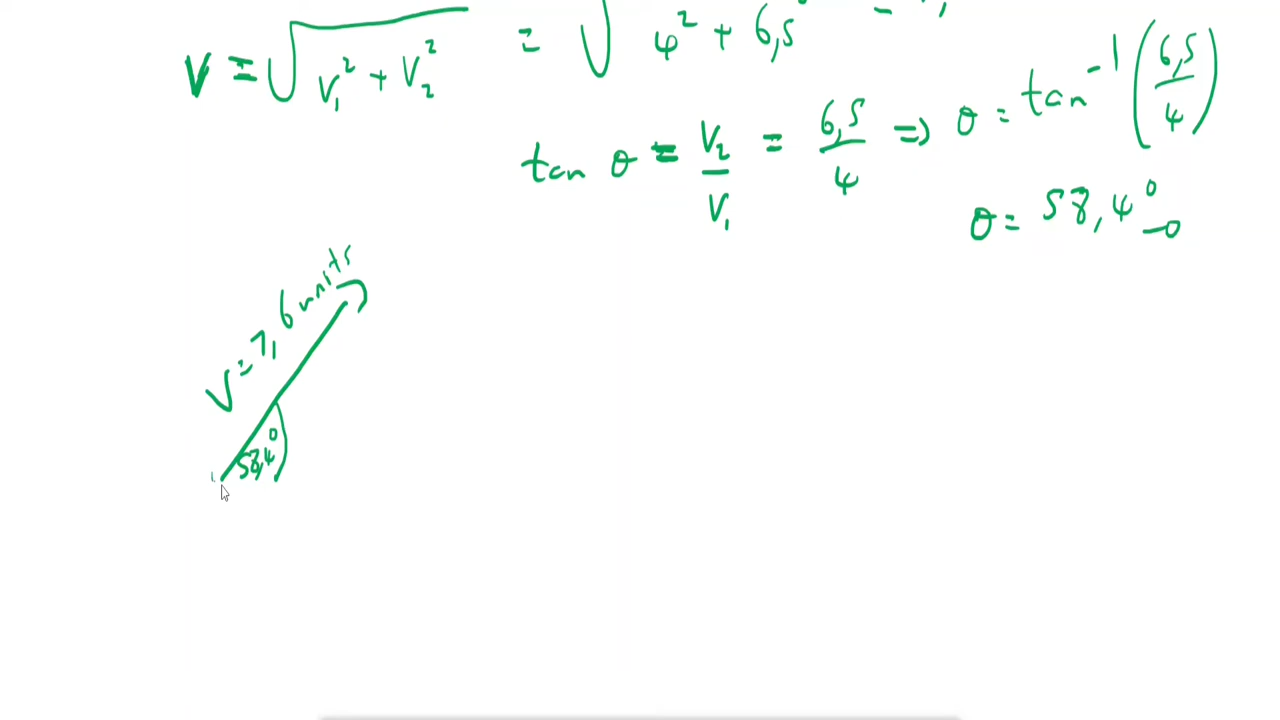 V = √(v₁² + v₂²) = √(4² + 6,5²) =
tan θ = v₂/v₁ = 6,5/4 ⇒ θ = tan⁻¹(6,5/4)
θ = 58,4°
V = 7,6 units
58,4°